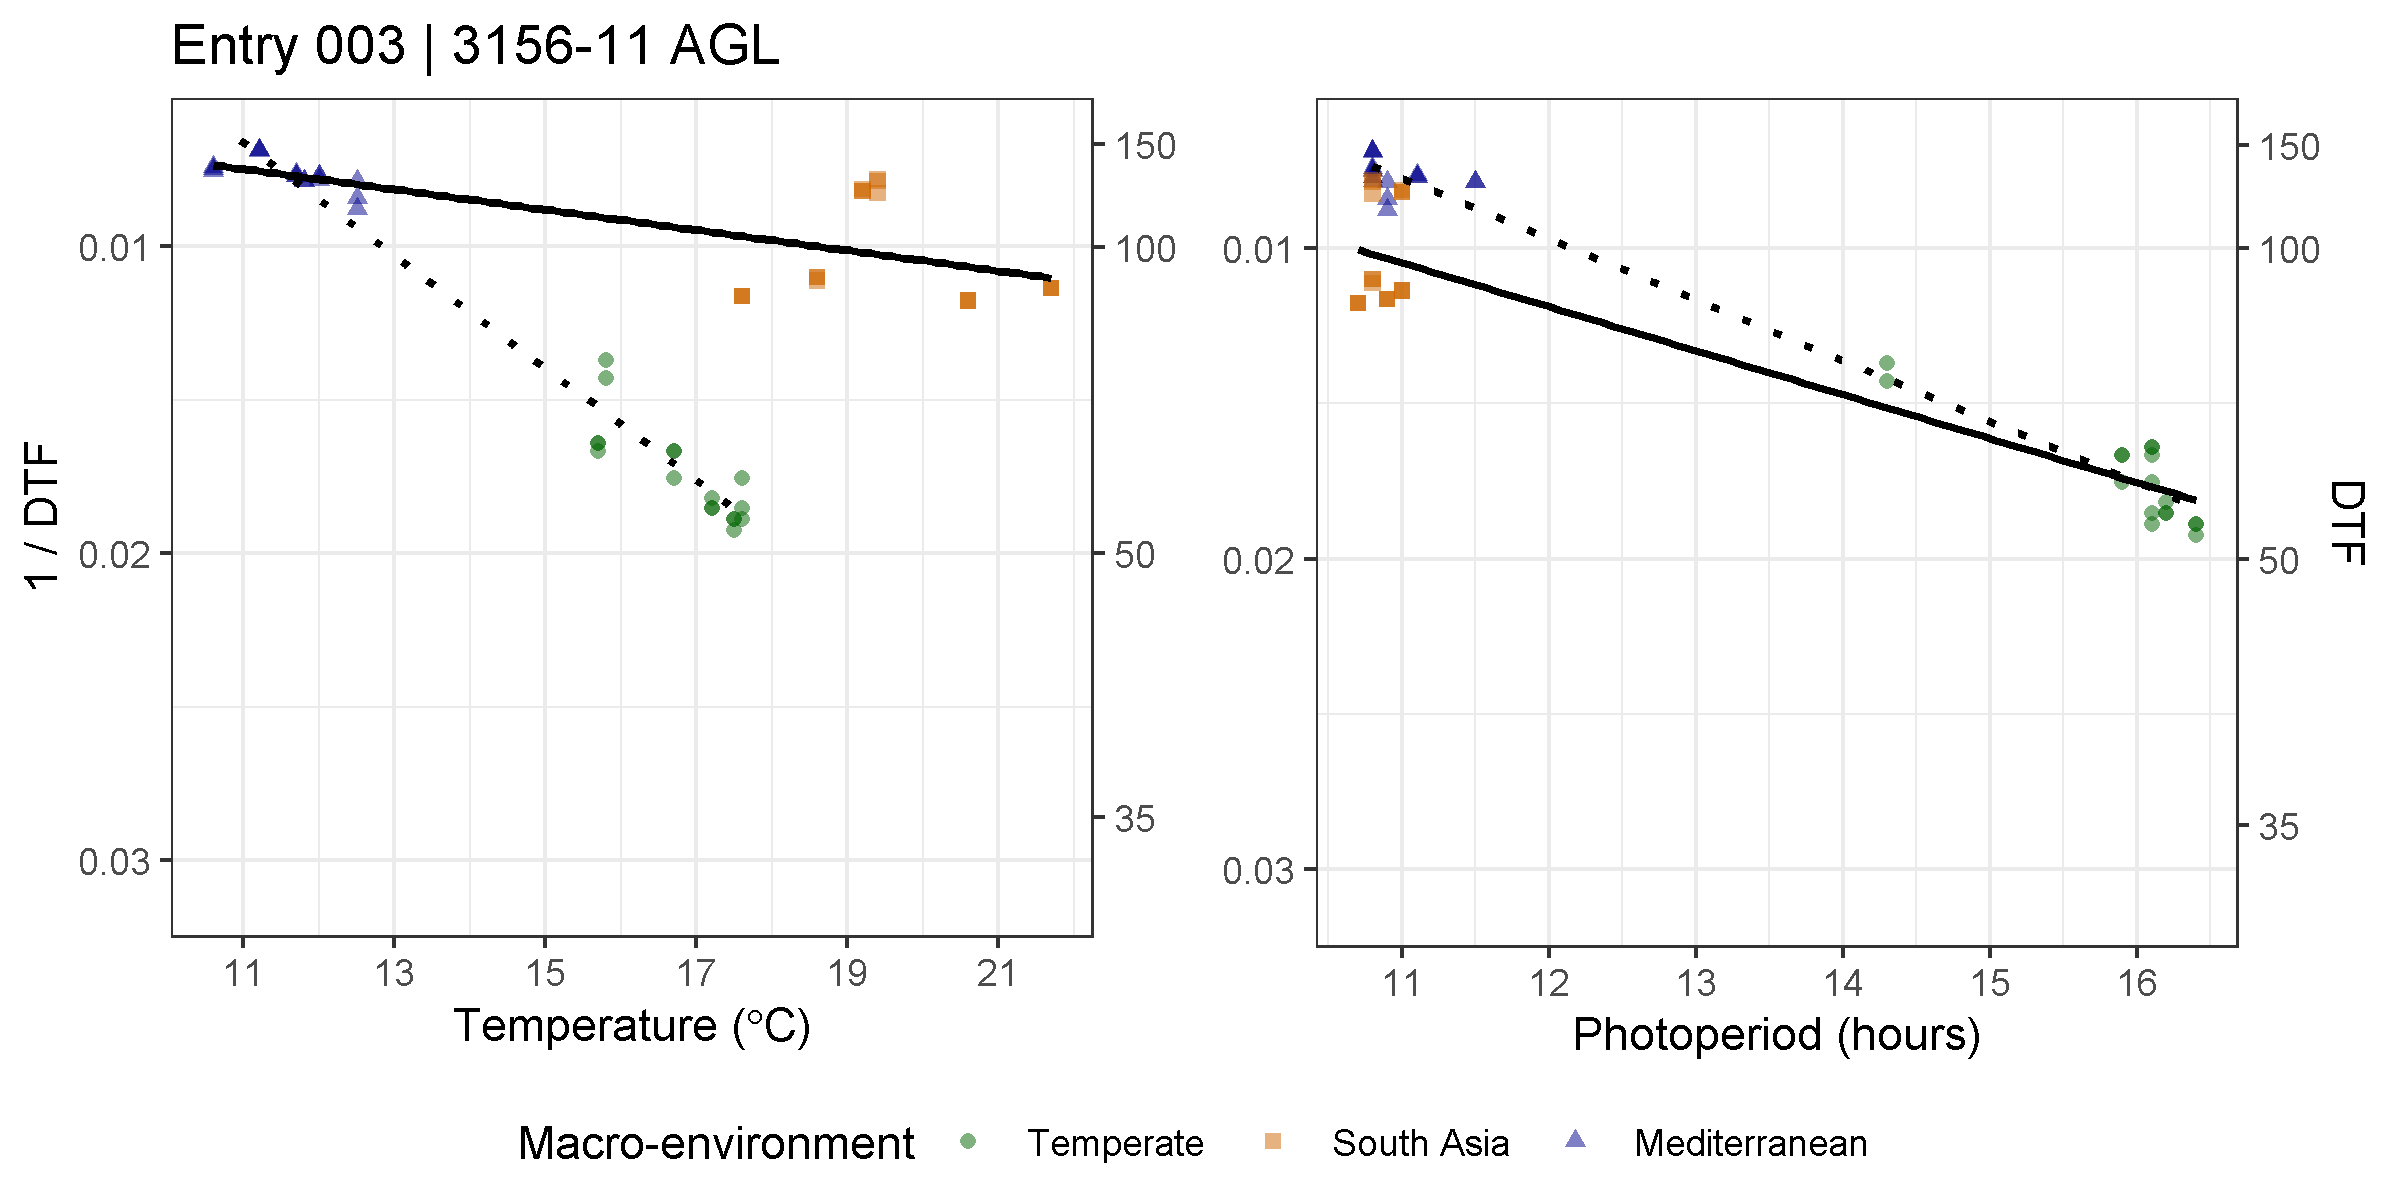 Entry 003 | 3156-11 AGL
1 / DTF
0.01
0.02
0.03
150
100
50
35
11 13 15 17 19 21
Temperature (°C)
0.01
0.02
0.03
150
100
50
35
DTF
11 12 13 14 15 16
Photoperiod (hours)
Macro-environment Temperate South Asia Mediterranean